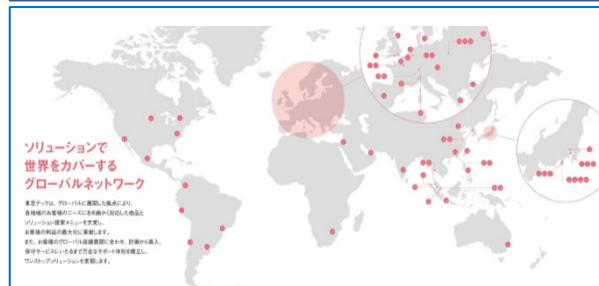 ソリューションで
世界をカバーする
グローバルネットワーク
東芝テックは、グローバルに展開した拠点により、
各地域のお客様のニーズにきめ細かく対応した商品と
ソリューション提案メニューを充実し、
お客様の利益の最大化に貢献します。
また、お客様のグローバル店舗展開に合わせ、計画から導入、
保守サービスにいたるまで万全なサポート体制を確立し、
ワンストップソリューションを実現します。